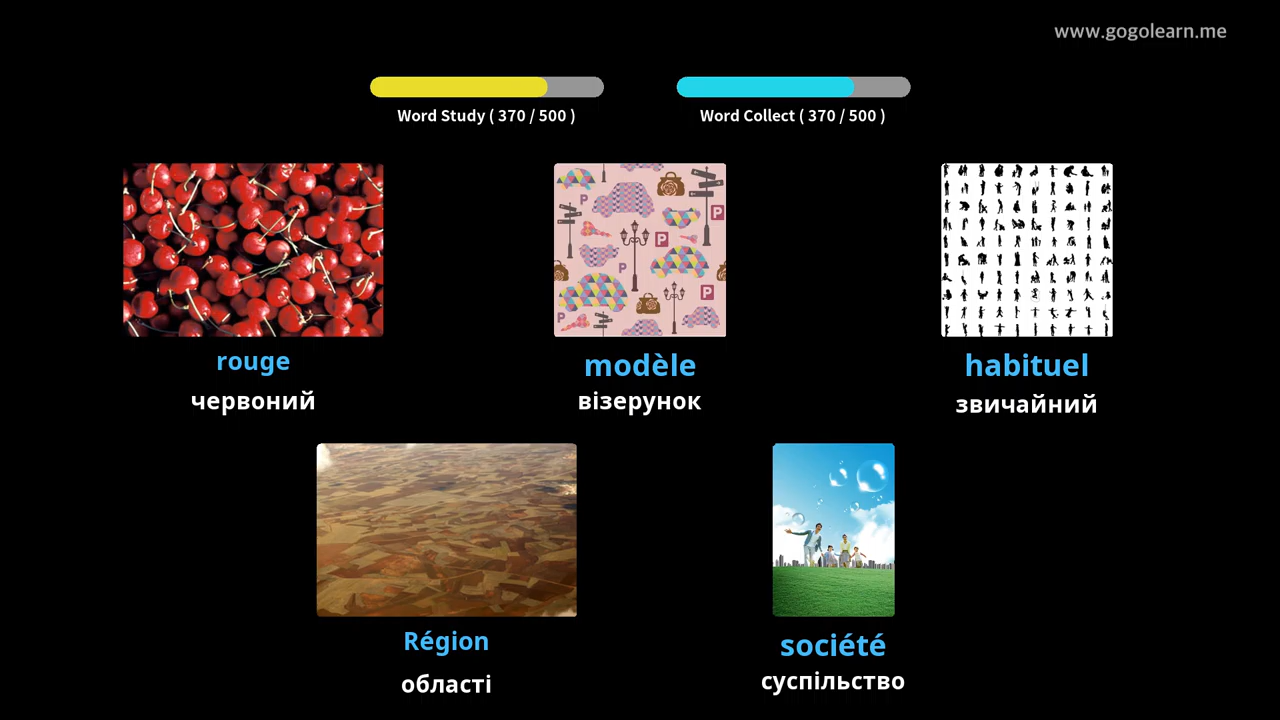 www.gogolearn.me
Word Study ( 370 / 500 )
Word Collect ( 370 / 500 )
rouge
червоний
modèle
візерунок
habituel
звичайний
Région
області
société
суспільство